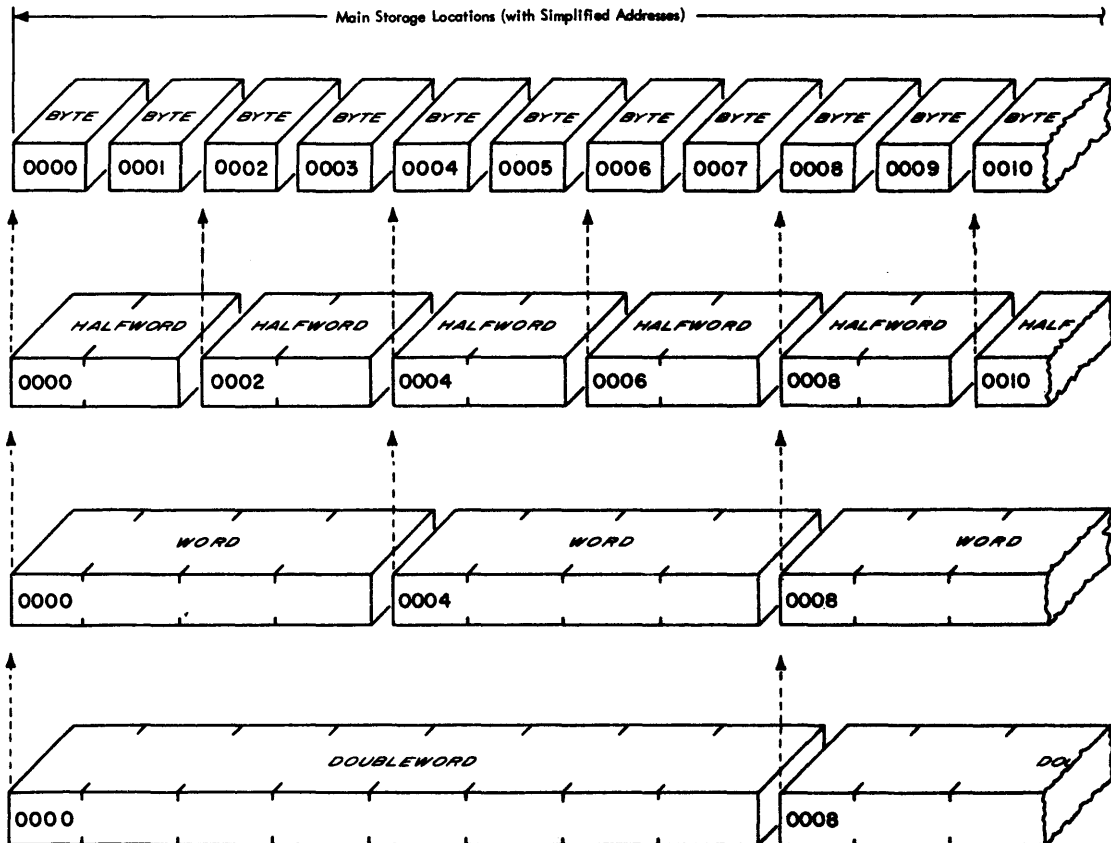 Main Storage Locations (with Simplified Addresses)
BYTE BYTE BYTE BYTE BYTE BYTE BYTE BYTE BYTE BYTE BYTE
0000 0001 0002 0003 0004 0005 0006 0007 0008 0009 0010
HALFWORD HALFWORD HALFWORD HALFWORD HALFWORD HALF
0000 0002 0004 0006 0008 0010
WORD WORD WORD
0000 0004 0008
DOUBLEWORD DOU
0000 0008